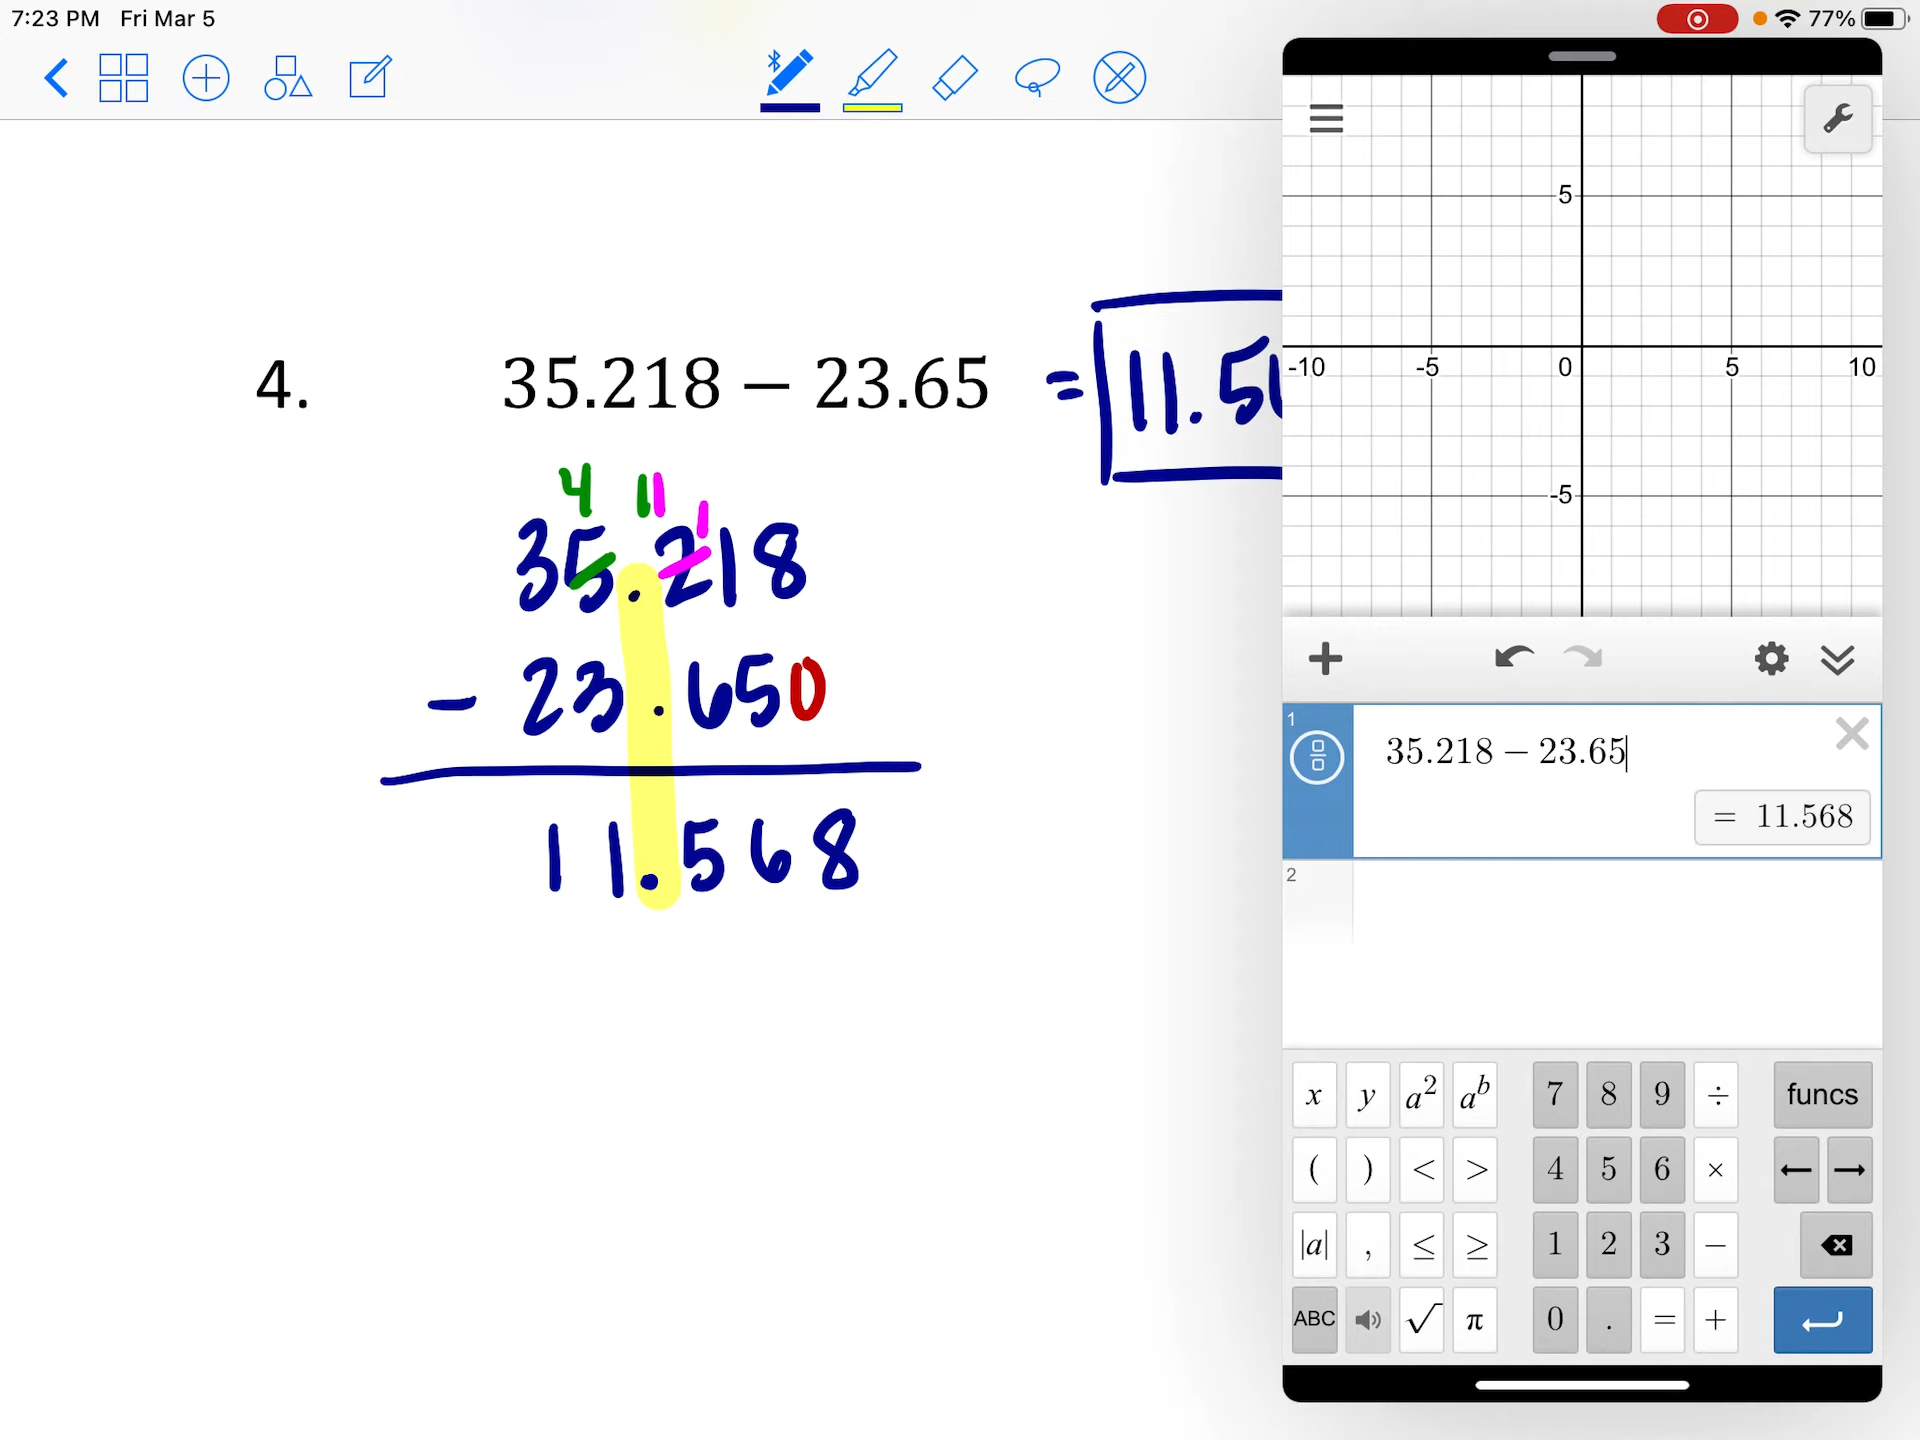 7:23 PM Fri Mar 5
77%
4. 35.218 − 23.65 = 11.5
4 11 1
35.218
− 23.650
11.568
5
-10 -5 0 5 10
-5
1
35.218 − 23.65
= 11.568
2
x y a² aᵇ 7 8 9 ÷ funcs
( ) < > 4 5 6 × ← →
|a| , ≤ ≥ 1 2 3 −
ABC √ π 0 . = +